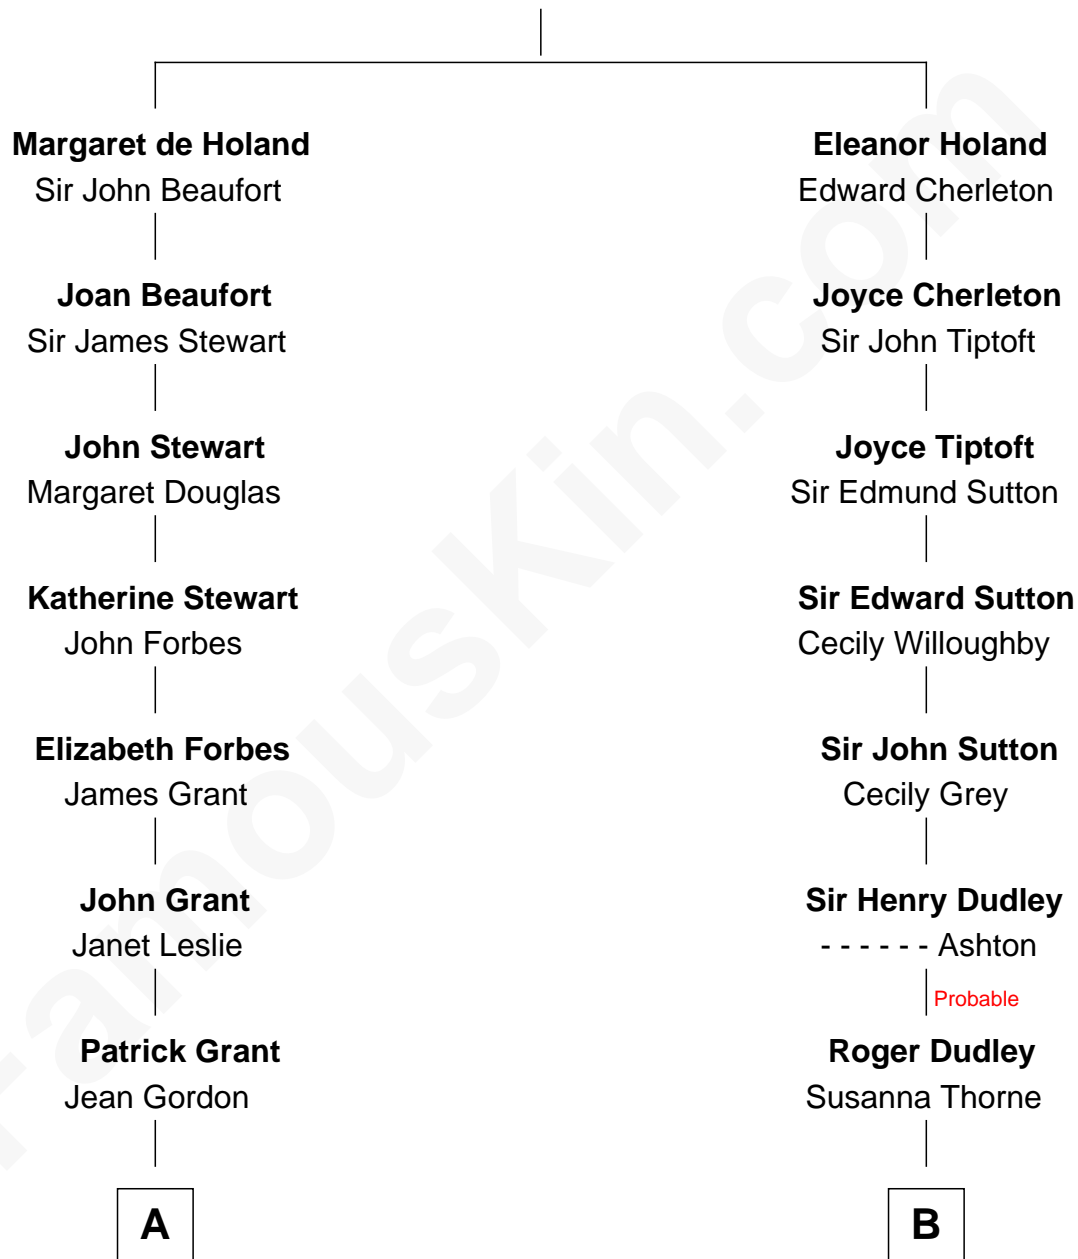 Margaret de Holand
Sir John Beaufort
Joan Beaufort
Sir James Stewart
John Stewart
Margaret Douglas
Katherine Stewart
John Forbes
Elizabeth Forbes
James Grant
John Grant
Janet Leslie
Patrick Grant
Jean Gordon
A
Eleanor Holand
Edward Cherleton
Joyce Cherleton
Sir John Tiptoft
Joyce Tiptoft
Sir Edmund Sutton
Sir Edward Sutton
Cecily Willoughby
Sir John Sutton
Cecily Grey
Sir Henry Dudley
- - - - - - Ashton
Probable
Roger Dudley
Susanna Thorne
B
FamousKin.com